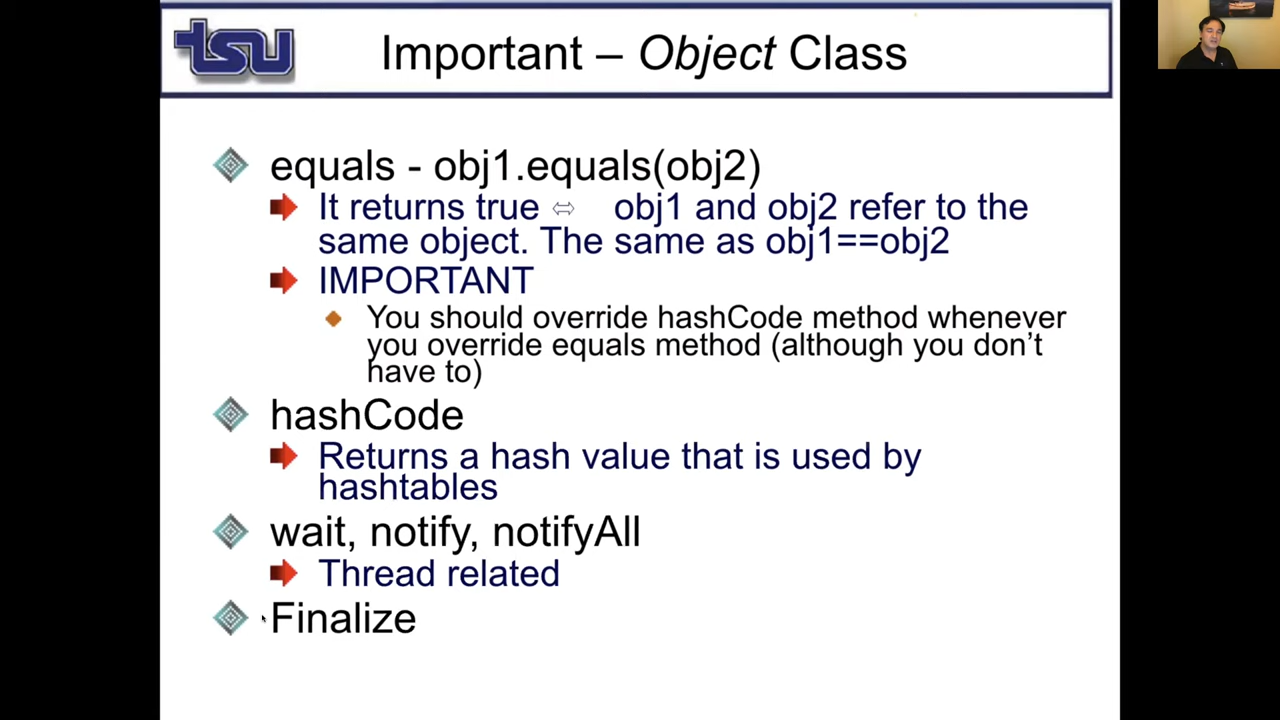 tsu
Important – Object Class
equals - obj1.equals(obj2)
It returns true ⇔ obj1 and obj2 refer to the
same object. The same as obj1==obj2
IMPORTANT
You should override hashCode method whenever
you override equals method (although you don’t
have to)
hashCode
Returns a hash value that is used by
hashtables
wait, notify, notifyAll
Thread related
Finalize